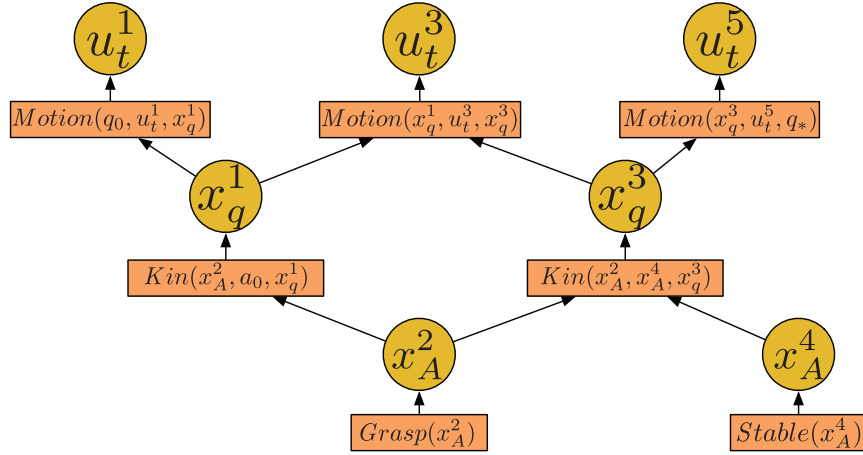 $u_t^1$ $u_t^3$ $u_t^5$
$Motion(q_0, u_t^1, x_q^1)$ $Motion(x_q^1, u_t^3, x_q^3)$ $Motion(x_q^3, u_t^5, q_*)$
$x_q^1$ $x_q^3$
$Kin(x_A^2, a_0, x_q^1)$ $Kin(x_A^2, x_A^4, x_q^3)$
$x_A^2$ $x_A^4$
$Grasp(x_A^2)$ $Stable(x_A^4)$